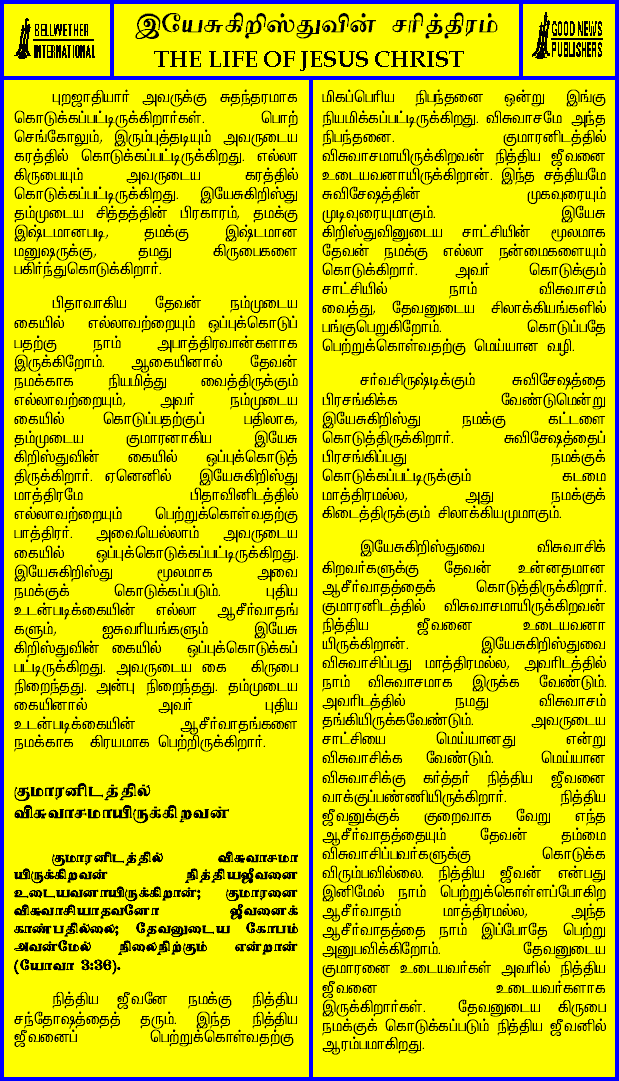 BELLWETHER
INTERNATIONAL
இயேசுகிறிஸ்துவின் சரித்திரம்
THE LIFE OF JESUS CHRIST
GOOD NEWS
PUBLISHERS
புறஜாதியார் அவருக்கு சுதந்தரமாக
கொடுக்கப்பட்டிருக்கிறார்கள். பொற்
செங்கோலும், இரும்புத்தடியும் அவருடைய
கரத்தில் கொடுக்கப்பட்டிருக்கிறது. எல்லா
கிருபையும் அவருடைய கரத்தில்
கொடுக்கப்பட்டிருக்கிறது. இயேசுகிறிஸ்து
தம்முடைய சித்தத்தின் பிரகாரம், தமக்கு
இஷ்டமானபடி, தமக்கு இஷ்டமான
மனுஷருக்கு, தமது கிருபைகளை
பகிர்ந்துகொடுக்கிறார்.
பிதாவாகிய தேவன் நம்முடைய
கையில் எல்லாவற்றையும் ஒப்புக்கொடுப்
பதற்கு நாம் அபாத்திரவான்களாக
இருக்கிறோம். ஆகையினால் தேவன்
நமக்காக நியமித்து வைத்திருக்கும்
எல்லாவற்றையும், அவர் நம்முடைய
கையில் கொடுப்பதற்குப் பதிலாக,
தம்முடைய குமாரனாகிய இயேசு
கிறிஸ்துவின் கையில் ஒப்புக்கொடுத்
திருக்கிறார். ஏனெனில் இயேசுகிறிஸ்து
மாத்திரமே பிதாவினிடத்தில்
எல்லாவற்றையும் பெற்றுக்கொள்வதற்கு
பாத்திரர். அவையெல்லாம் அவருடைய
கையில் ஒப்புக்கொடுக்கப்பட்டிருக்கிறது.
இயேசுகிறிஸ்து மூலமாக அவை
நமக்குக் கொடுக்கப்படும். புதிய
உடன்படிக்கையின் எல்லா ஆசீர்வாதங்
களும், ஐசுவரியங்களும் இயேசு
கிறிஸ்துவின் கையில் ஒப்புக்கொடுக்கப்
பட்டிருக்கிறது. அவருடைய கை கிருபை
நிறைந்தது. அன்பு நிறைந்தது. தம்முடைய
கையினால் அவர் புதிய
உடன்படிக்கையின் ஆசீர்வாதங்களை
நமக்காக கிரயமாக பெற்றிருக்கிறார்.
குமாரனிடத்தில்
விசுவாசமாயிருக்கிறவன்
குமாரனிடத்தில் விசுவாசமா
யிருக்கிறவன் நித்தியஜீவனை
உடையவனாயிருக்கிறான்; குமாரனை
விசுவாசியாதவனோ ஜீவனைக்
காண்பதில்லை; தேவனுடைய கோபம்
அவன்மேல் நிலைநிற்கும் என்றான்
(யோவா 3:36).
நித்திய ஜீவனே நமக்கு நித்திய
சந்தோஷத்தைத் தரும். இந்த நித்திய
ஜீவனைப் பெற்றுக்கொள்வதற்கு
மிகப்பெரிய நிபந்தனை ஒன்று இங்கு
நியமிக்கப்பட்டிருக்கிறது. விசுவாசமே அந்த
நிபந்தனை. குமாரனிடத்தில்
விசுவாசமாயிருக்கிறவன் நித்திய ஜீவனை
உடையவனாயிருக்கிறான். இந்த சத்தியமே
சுவிசேஷத்தின் முகவுரையும்
முடிவுரையுமாகும். இயேசு
கிறிஸ்துவினுடைய சாட்சியின் மூலமாக
தேவன் நமக்கு எல்லா நன்மைகளையும்
கொடுக்கிறார். அவர் கொடுக்கும்
சாட்சியில் நாம் விசுவாசம்
வைத்து, தேவனுடைய சிலாக்கியங்களில்
பங்குபெறுகிறோம். கொடுப்பதே
பெற்றுக்கொள்வதற்கு மெய்யான வழி.
சர்வசிருஷ்டிக்கும் சுவிசேஷத்தை
பிரசங்கிக்க வேண்டுமென்று
இயேசுகிறிஸ்து நமக்கு கட்டளை
கொடுத்திருக்கிறார். சுவிசேஷத்தைப்
பிரசங்கிப்பது நமக்குக்
கொடுக்கப்பட்டிருக்கும் கடமை
மாத்திரமல்ல, அது நமக்குக்
கிடைத்திருக்கும் சிலாக்கியமுமாகும்.
இயேசுகிறிஸ்துவை விசுவாசிக்
கிறவர்களுக்கு தேவன் உன்னதமான
ஆசீர்வாதத்தைக் கொடுத்திருக்கிறார்.
குமாரனிடத்தில் விசுவாசமாயிருக்கிறவன்
நித்திய ஜீவனை உடையவனா
யிருக்கிறான். இயேசுகிறிஸ்துவை
விசுவாசிப்பது மாத்திரமல்ல, அவரிடத்தில்
நாம் விசுவாசமாக இருக்க வேண்டும்.
அவரிடத்தில் நமது விசுவாசம்
தங்கியிருக்கவேண்டும். அவருடைய
சாட்சியை மெய்யானது என்று
விசுவாசிக்க வேண்டும். மெய்யான
விசுவாசிக்கு கர்த்தர் நித்திய ஜீவனை
வாக்குப்பண்ணியிருக்கிறார். நித்திய
ஜீவனுக்குக் குறைவாக வேறு எந்த
ஆசீர்வாதத்தையும் தேவன் தம்மை
விசுவாசிப்பவர்களுக்கு கொடுக்க
விரும்பவில்லை. நித்திய ஜீவன் என்பது
இனிமேல் நாம் பெற்றுக்கொள்ளப்போகிற
ஆசீர்வாதம் மாத்திரமல்ல, அந்த
ஆசீர்வாதத்தை நாம் இப்போதே பெற்று
அனுபவிக்கிறோம். தேவனுடைய
குமாரனை உடையவர்கள் அவரில் நித்திய
ஜீவனை உடையவர்களாக
இருக்கிறார்கள். தேவனுடைய கிருபை
நமக்குக் கொடுக்கப்படும் நித்திய ஜீவனில்
ஆரம்பமாகிறது.